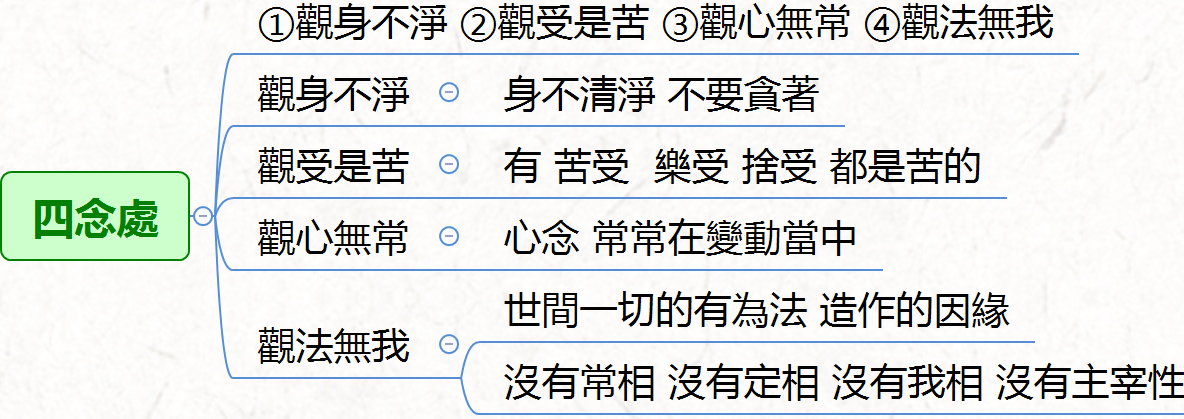 ①觀身不淨 ②觀受是苦 ③觀心無常 ④觀法無我
觀身不淨 身不清淨 不要貪著
觀受是苦 有 苦受 樂受 捨受 都是苦的
四念處
觀心無常 心念 常常在變動當中
世間一切的有為法 造作的因緣
觀法無我
沒有常相 沒有定相 沒有我相 沒有主宰性